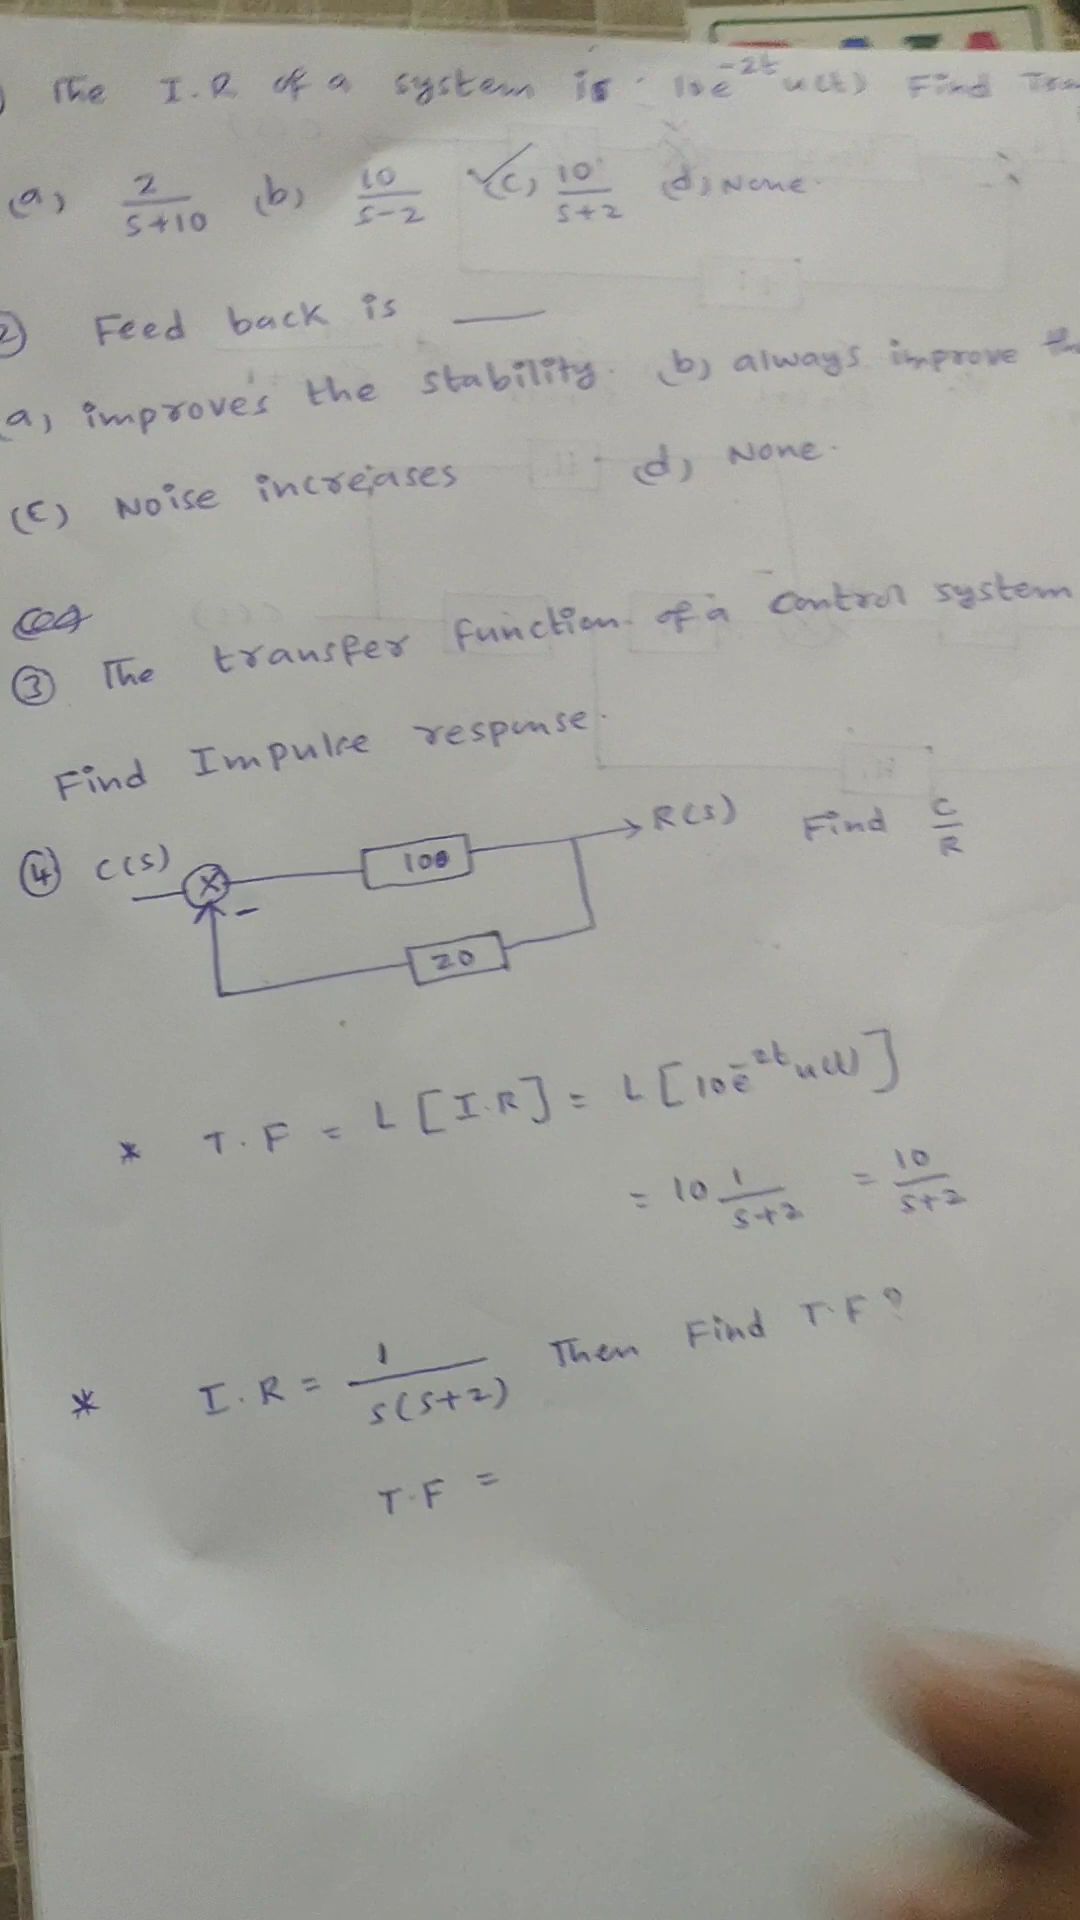 The I.R of a system is 10e^-2t u(t) Find
(a) 2/(s+10) (b) 10/(s-2) ✓(c) 10/(s+2) (d) None.
2) Feed back is ___
(a) improves the stability. (b) always improve
(c) Noise increases (d) None.
③ The transfer function of a control system
Find Impulse response.
④ C(s) X - 100 20 R(s) Find C/R
* T.F = L[I.R] = L[10e^-2t u(t)]
= 10 1/(s+2) = 10/(s+2)
* I.R = 1/(s(s+2)) Then Find T.F?
T.F =